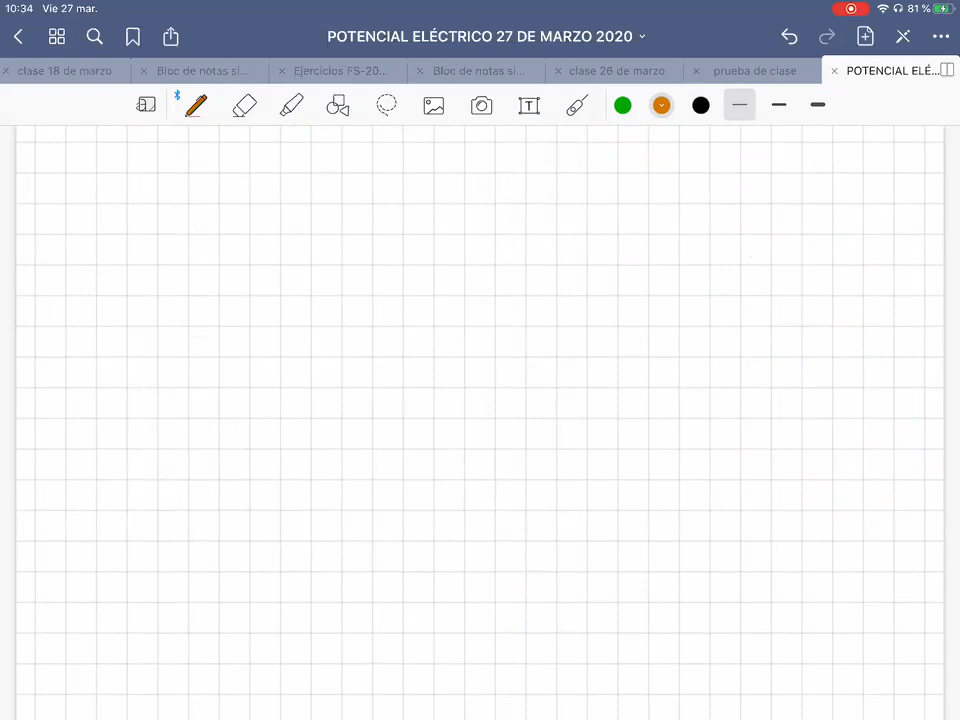 10:34 Vie 27 mar. 81 %
POTENCIAL ELÉCTRICO 27 DE MARZO 2020
clase 18 de marzo Bloc de notas si... Ejercicios FS-20... Bloc de notas si... clase 26 de marzo prueba de clase POTENCIAL ELÉ...
T